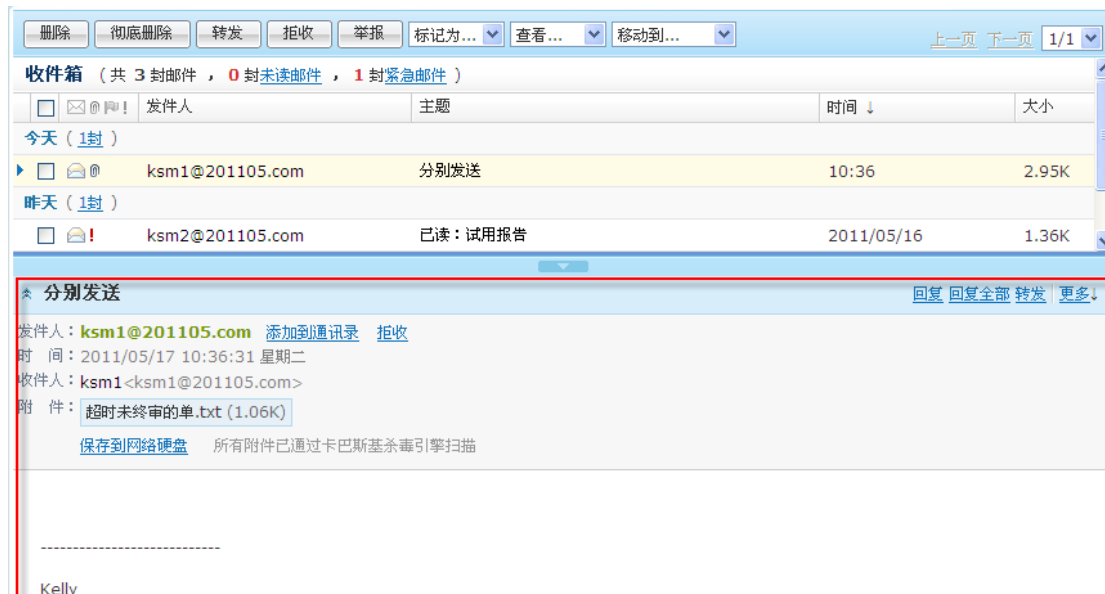 删除 彻底删除 转发 拒收 举报 标记为... 查看... 移动到... 上一页 下一页 1/1
收件箱 （共 3 封邮件 ，0 封未读邮件 ，1 封紧急邮件 ）
! 发件人 主题 时间 ↓ 大小
今天 ( 1封 )
ksm1@201105.com 分别发送 10:36 2.95K
昨天 ( 1封 )
! ksm2@201105.com 已读：试用报告 2011/05/16 1.36K
分别发送 回复 回复全部 转发 更多↓
发件人：ksm1@201105.com 添加到通讯录 拒收
时 间：2011/05/17 10:36:31 星期二
收件人：ksm1<ksm1@201105.com>
附 件：超时未终审的单.txt (1.06K)
保存到网络硬盘 所有附件已通过卡巴斯基杀毒引擎扫描
----------------------------
Kelly